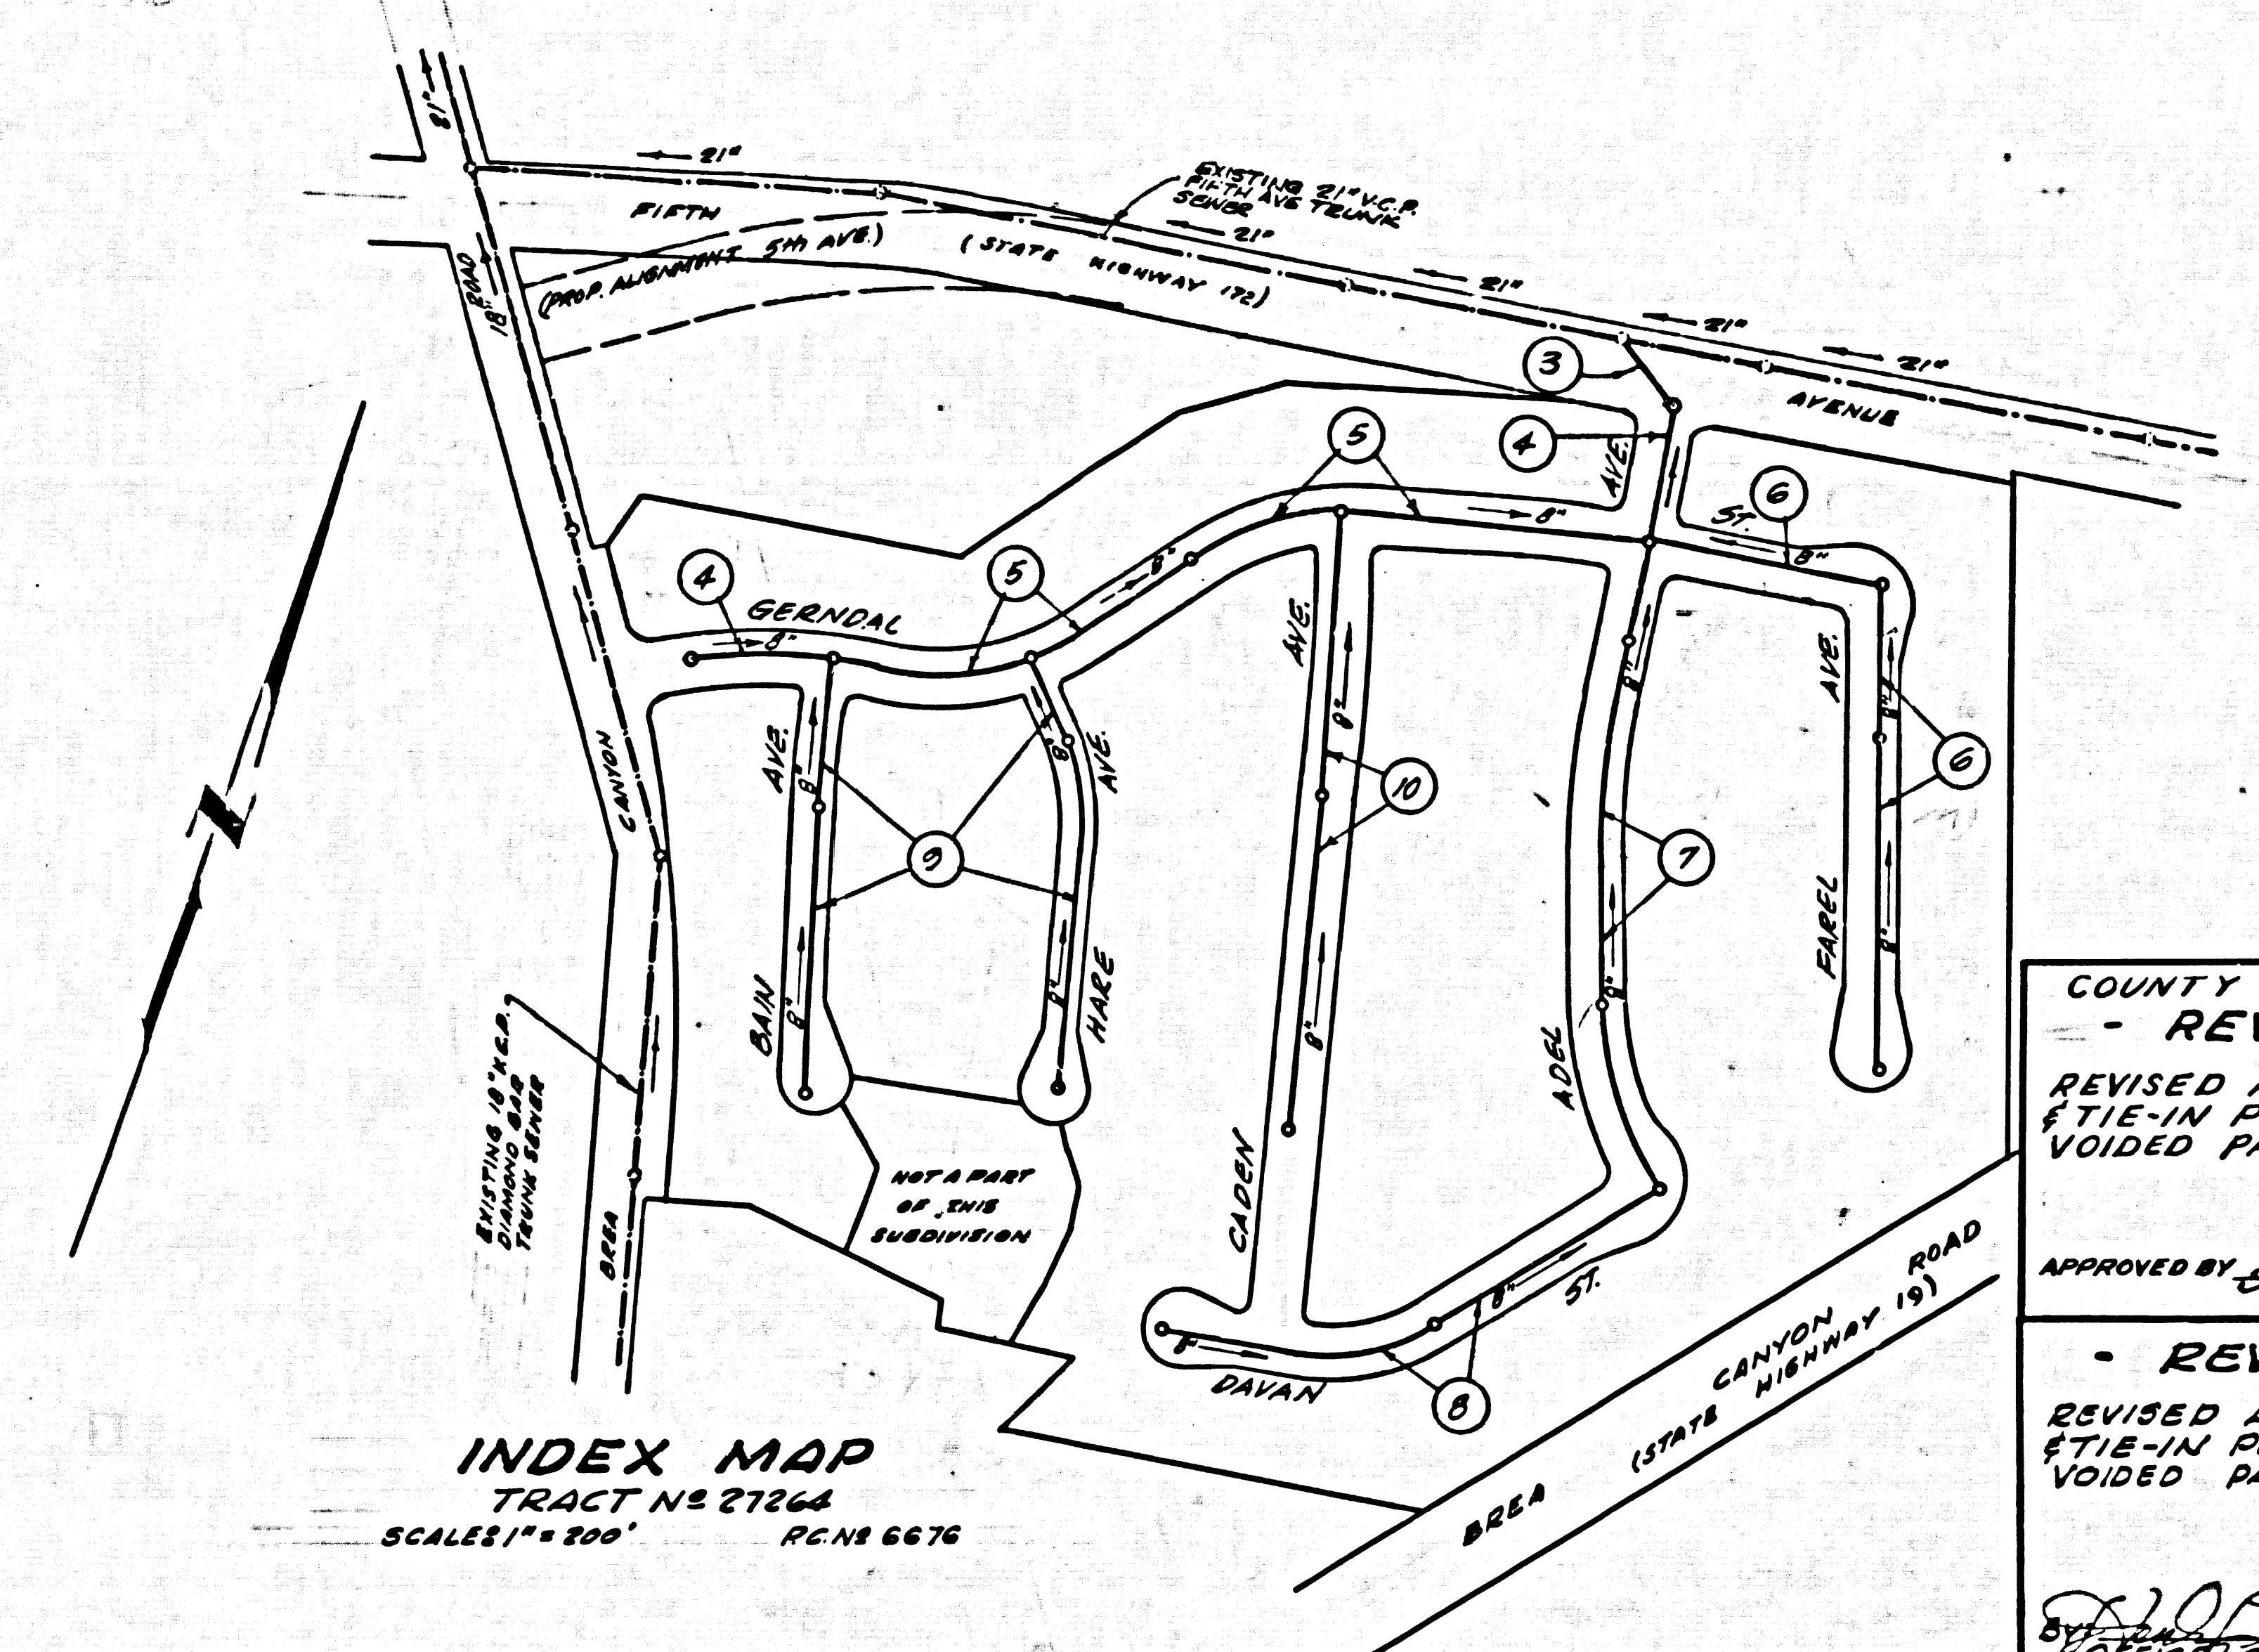 21"
21"
EXISTING 21" V.C.P.
FIFTH AVE TRUNK
SEWER
FIFTH
(PROP. ALIGNMENT 5th AVE.)
(STATE HIGHWAY 172)
21"
21"
21"
21"
AVENUE
ROAD
18"
3
4
5
6
AVE.
ST.
8"
8"
4
5
GERNDAL
8"
8"
AVE.
8"
8"
AVE.
8"
CANYON
AVE.
8"
8"
AVE.
9
10
7
6
BAIN
8"
8"
HARE
8"
8"
ADEL
FAREL
8"
EXISTING 18" V.C.P.
DIAMOND BAR
TRUNK SEWER
BREA
NOT A PART
OF THIS
SUBDIVISION
CADEN
8"
8"
ST.
DAVAN
8
BREA CANYON ROAD
(STATE HIGHWAY 19)
INDEX MAP
TRACT Nº 27264
SCALE: 1" = 200' P.C. Nº 6676
COUNTY
- REV
REVISED
& TIE-IN P
VOIDED PA
APPROVED BY
- REV
REVISED
& TIE-IN P
VOIDED PA
BY